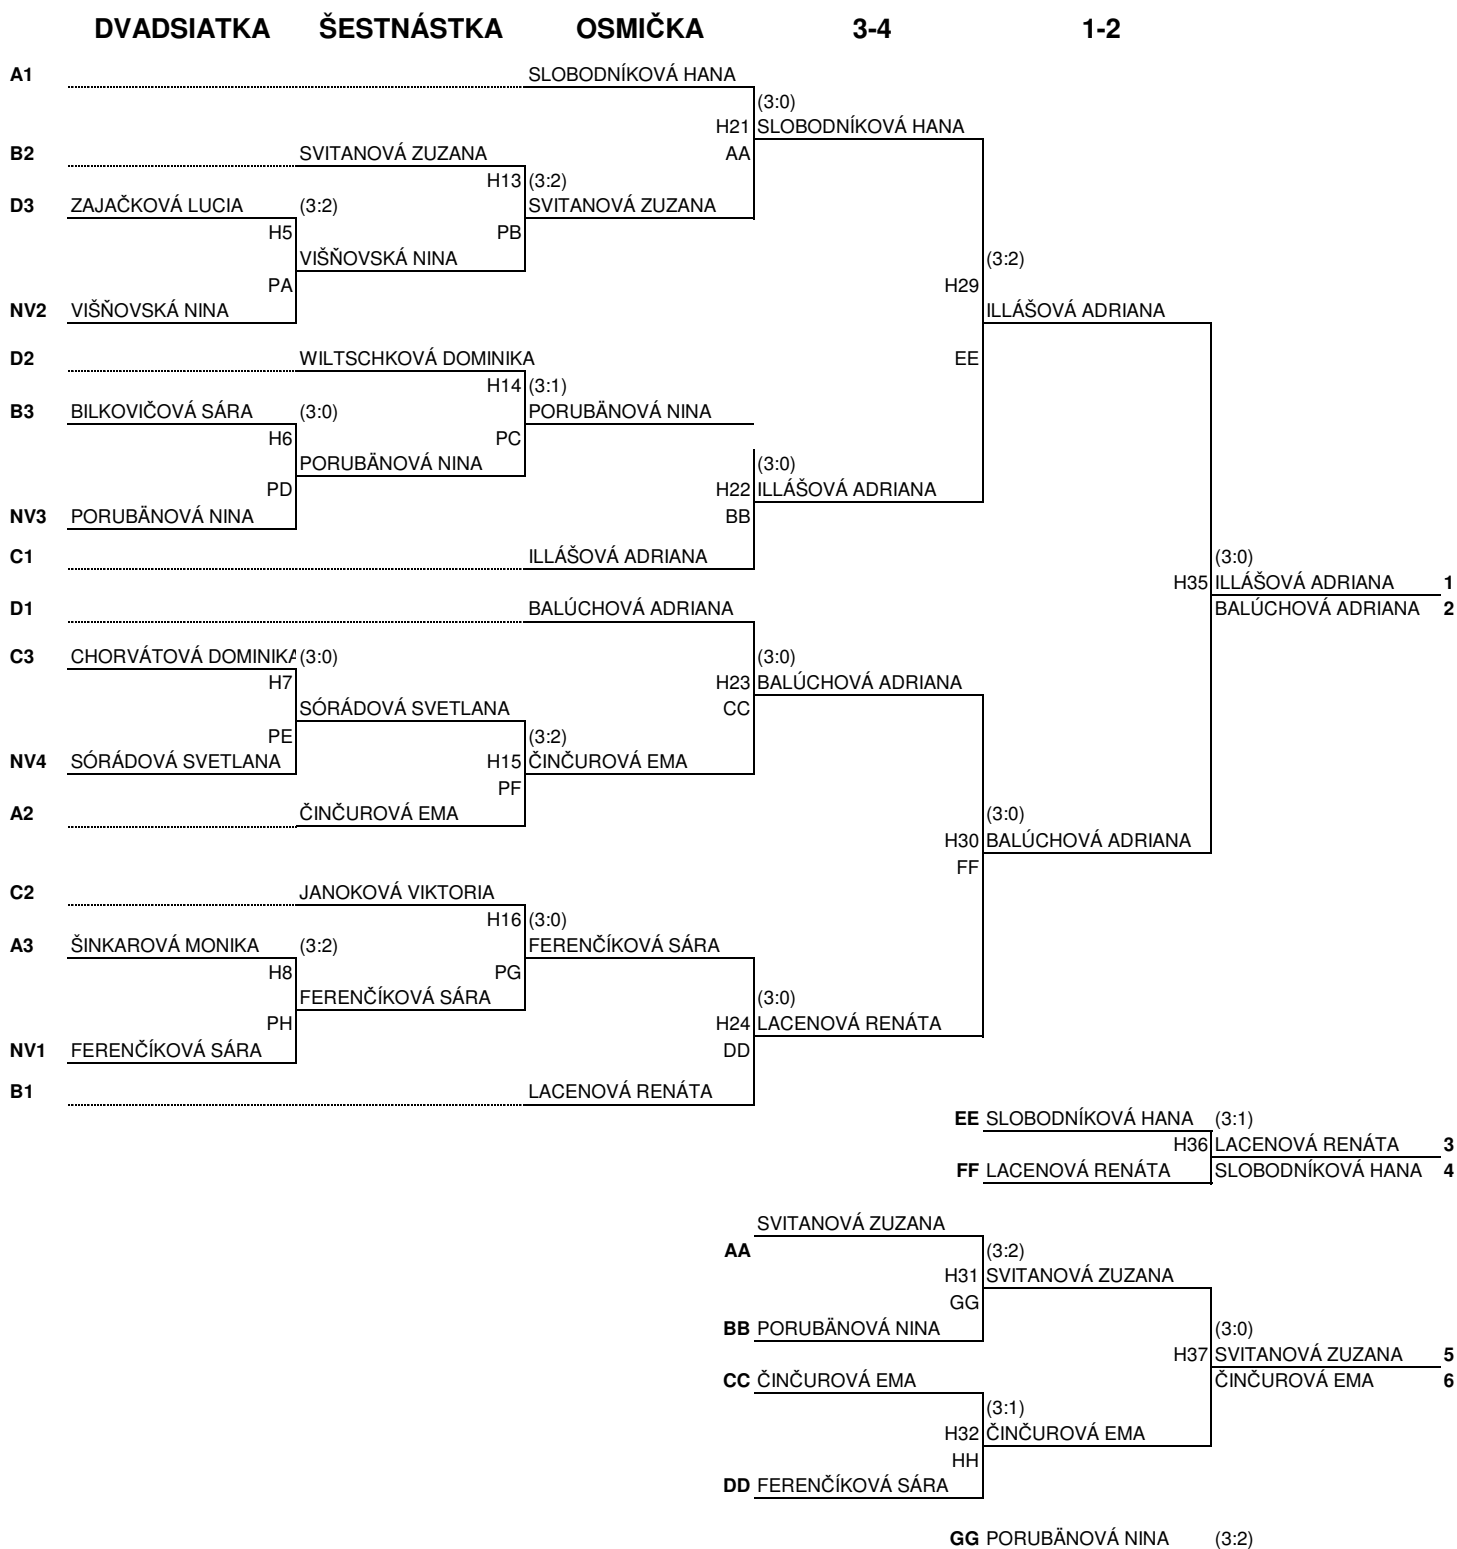 DVADSIATKA ŠESTNÁSTKA OSMIČKA 3-4 1-2
A1 SLOBODNÍKOVÁ HANA
(3:0)
H21 SLOBODNÍKOVÁ HANA
B2 SVITANOVÁ ZUZANA AA
H13 (3:2)
D3 ZAJAČKOVÁ LUCIA (3:2) SVITANOVÁ ZUZANA
H5 PB
VIŠŇOVSKÁ NINA (3:2)
PA H29
NV2 VIŠŇOVSKÁ NINA ILLÁŠOVÁ ADRIANA
D2 WILTSCHKOVÁ DOMINIKA EE
H14 (3:1)
B3 BILKOVIČOVÁ SÁRA (3:0) PORUBÄNOVÁ NINA
H6 PC
PORUBÄNOVÁ NINA (3:0)
PD H22 ILLÁŠOVÁ ADRIANA
NV3 PORUBÄNOVÁ NINA BB
C1 ILLÁŠOVÁ ADRIANA (3:0)
H35 ILLÁŠOVÁ ADRIANA 1
D1 BALÚCHOVÁ ADRIANA BALÚCHOVÁ ADRIANA 2
C3 CHORVÁTOVÁ DOMINIKA (3:0) (3:0)
H7 H23 BALÚCHOVÁ ADRIANA
SÓRÁDOVÁ SVETLANA CC
PE (3:2)
NV4 SÓRÁDOVÁ SVETLANA H15 ČINČUROVÁ EMA
PF
A2 ČINČUROVÁ EMA (3:0)
H30 BALÚCHOVÁ ADRIANA
FF
C2 JANOKOVÁ VIKTORIA
H16 (3:0)
A3 ŠINKAROVÁ MONIKA (3:2) FERENČÍKOVÁ SÁRA
H8 PG
FERENČÍKOVÁ SÁRA (3:0)
PH H24 LACENOVÁ RENÁTA
NV1 FERENČÍKOVÁ SÁRA DD
B1 LACENOVÁ RENÁTA
EE SLOBODNÍKOVÁ HANA (3:1)
H36 LACENOVÁ RENÁTA 3
FF LACENOVÁ RENÁTA SLOBODNÍKOVÁ HANA 4
SVITANOVÁ ZUZANA
AA (3:2)
H31 SVITANOVÁ ZUZANA
GG
BB PORUBÄNOVÁ NINA (3:0)
H37 SVITANOVÁ ZUZANA 5
CC ČINČUROVÁ EMA ČINČUROVÁ EMA 6
(3:1)
H32 ČINČUROVÁ EMA
HH
DD FERENČÍKOVÁ SÁRA
GG PORUBÄNOVÁ NINA (3:2)